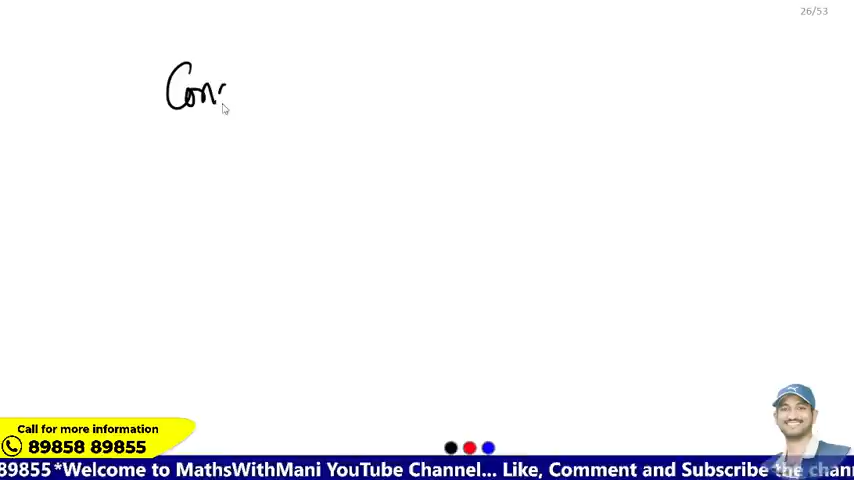 26/53
Con
Call for more information
89858 89855
89855 *Welcome to MathsWithMani YouTube Channel... Like, Comment and Subscribe the chan